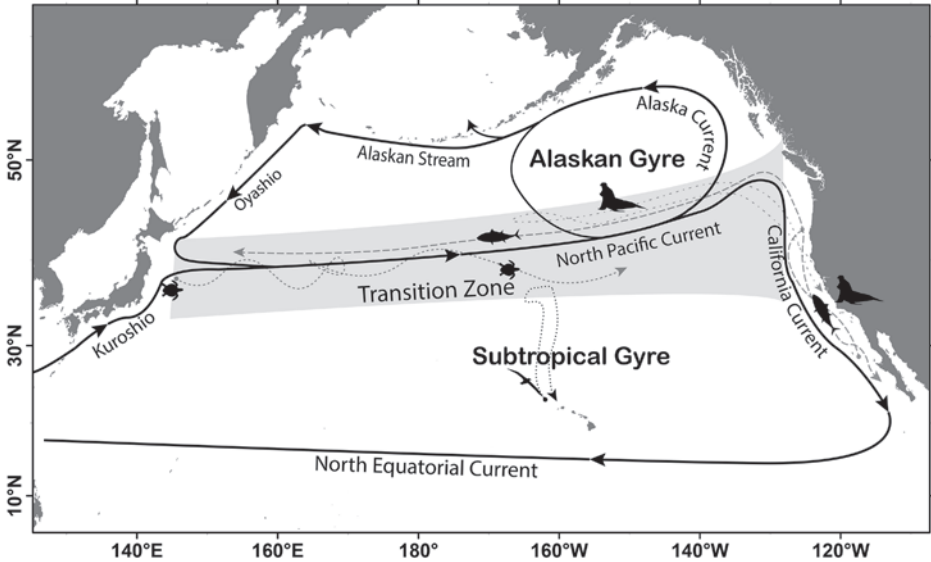 Alaska Current
Alaskan Gyre
Alaskan Stream
Oyashio
North Pacific Current
Transition Zone
Kuroshio
California Current
Subtropical Gyre
North Equatorial Current
50°N
30°N
10°N
140°E
160°E
180°
160°W
140°W
120°W